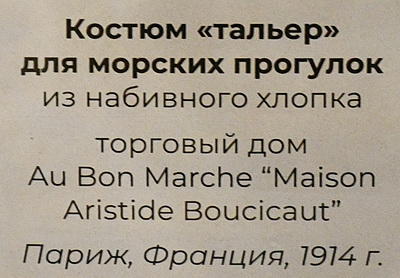 Костюм «тальер»
для морских прогулок
из набивного хлопка
торговый дом
Au Bon Marche “Maison
Aristide Boucicaut”
Париж, Франция, 1914 г.